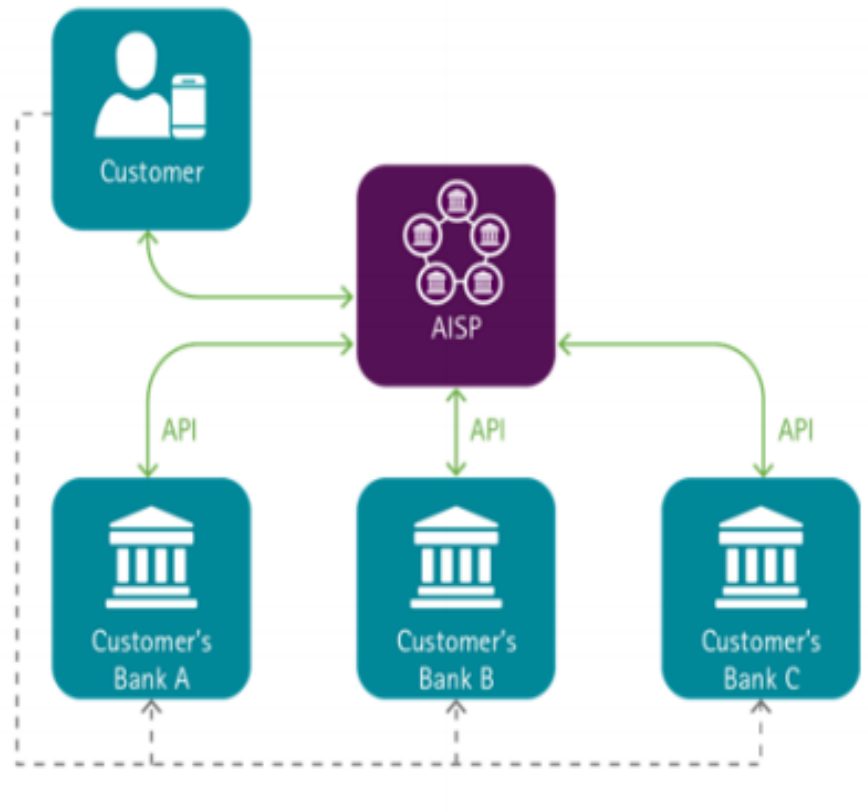 Customer
AISP
API
API
API
Customer's
Bank A
Customer's
Bank B
Customer's
Bank C